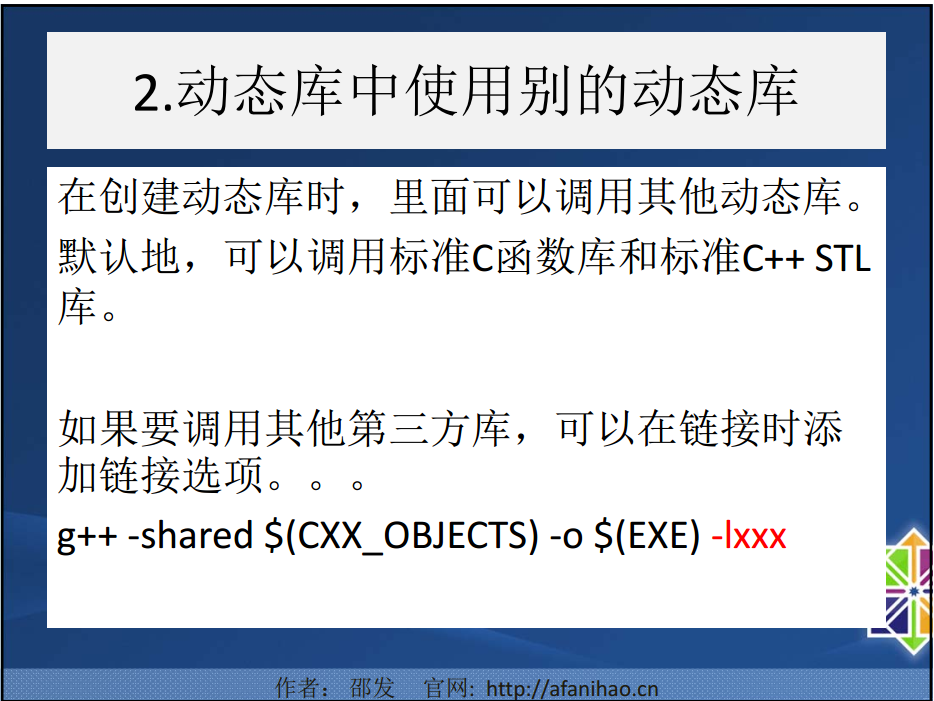 2.动态库中使用别的动态库
在创建动态库时，里面可以调用其他动态库。
默认地，可以调用标准C函数库和标准C++ STL
库。
如果要调用其他第三方库，可以在链接时添
加链接选项。。。
g++ -shared $(CXX_OBJECTS) -o $(EXE) -lxxx
作者： 邵发 官网: http://afanihao.cn